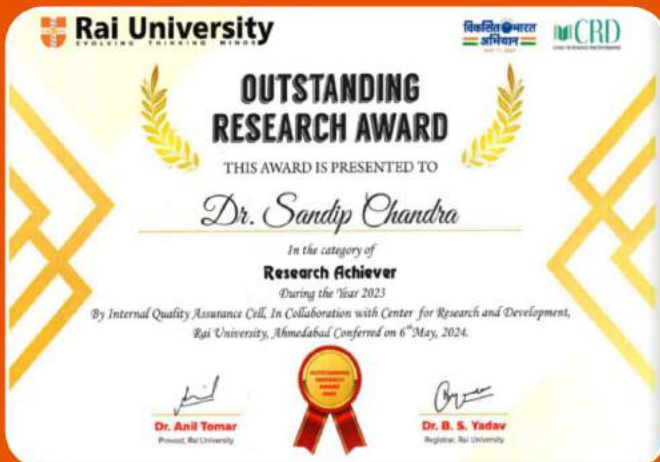 Rai University
EVOLVING THINKING MINDS
विकसित भारत
अभियान
CRD
OUTSTANDING
RESEARCH AWARD
THIS AWARD IS PRESENTED TO
Dr. Sandip Chandra
In the category of
Research Achiever
During the Year 2023
By Internal Quality Assurance Cell, In Collaboration with Center for Research and Development,
Rai University, Ahmedabad Conferred on 6th May, 2024.
OUTSTANDING
RESEARCH
AWARD
Dr. Anil Tomar
Provost, Rai University
Dr. B. S. Yadav
Registrar, Rai University